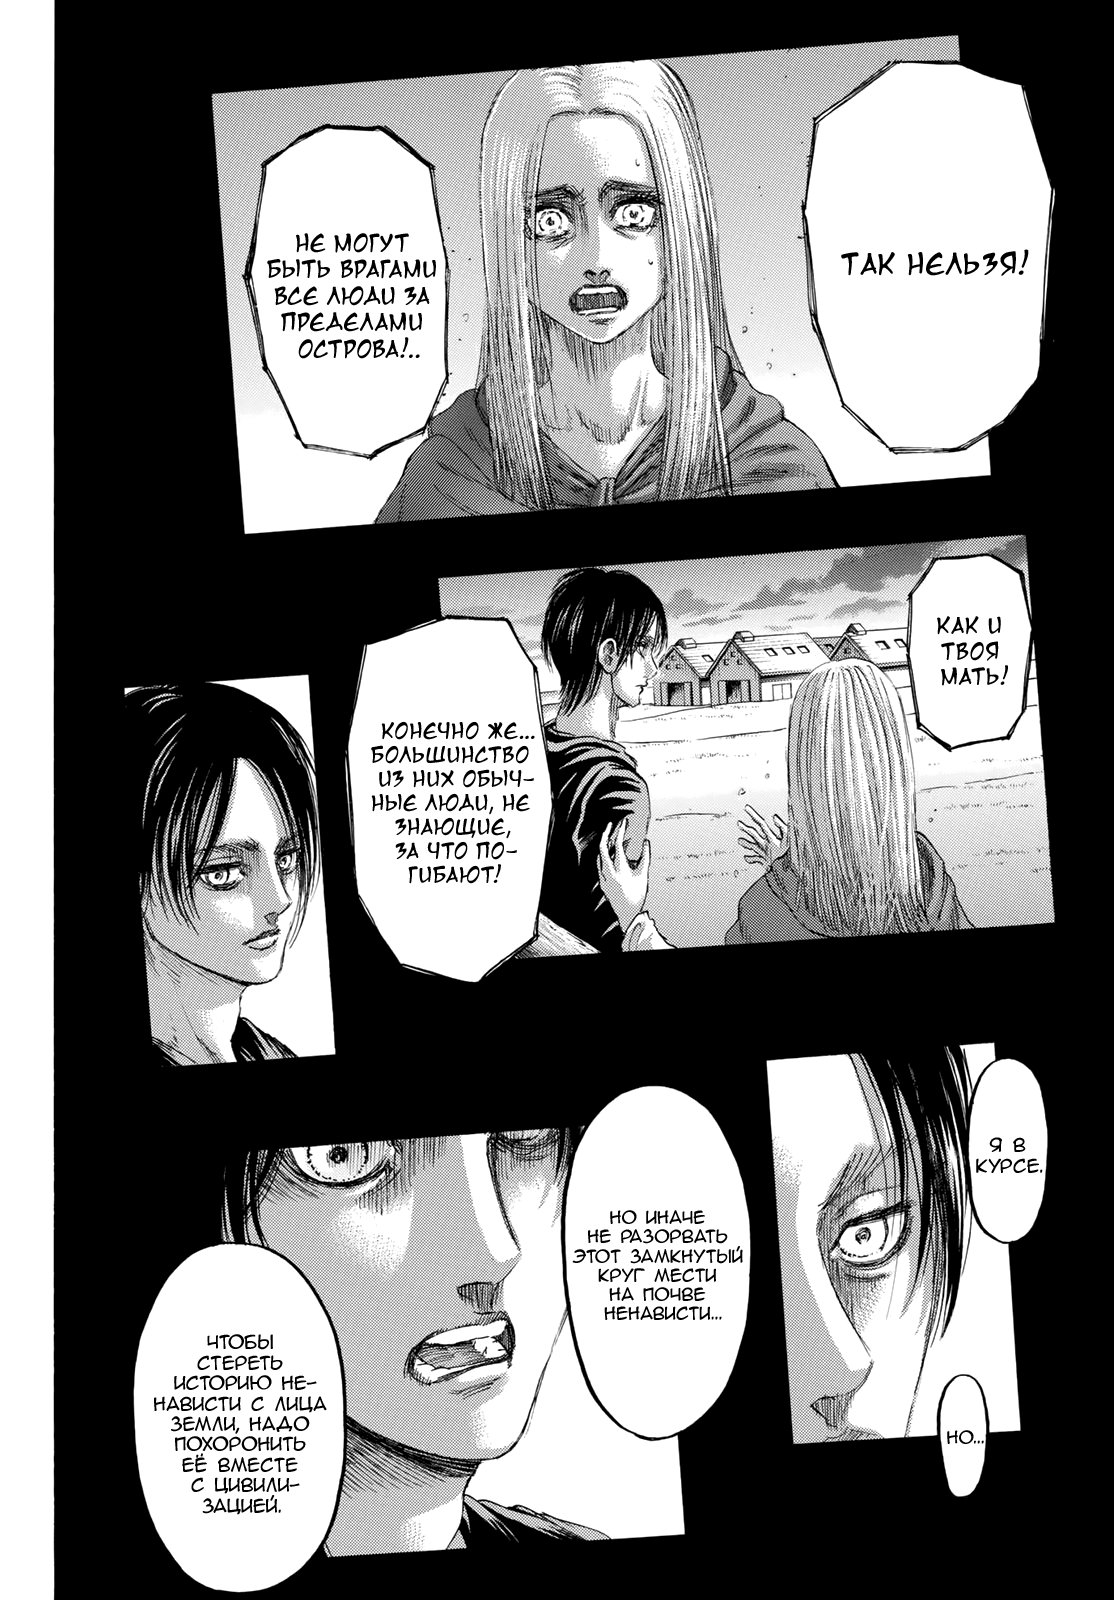 ТАК НЕЛЬЗЯ!
НЕ МОГУТ
БЫТЬ ВРАГАМИ
ВСЕ ЛЮДИ ЗА
ПРЕДЕЛАМИ
ОСТРОВА!..
КАК И
ТВОЯ
МАТЬ!
КОНЕЧНО ЖЕ...
БОЛЬШИНСТВО
ИЗ НИХ ОБЫЧ-
НЫЕ ЛЮДИ, НЕ
ЗНАЮЩИЕ,
ЗА ЧТО ПО-
ГИБАЮТ!
Я В
КУРСЕ.
НО...
НО ИНАЧЕ
НЕ РАЗОРВАТЬ
ЭТОТ ЗАМКНУТЫЙ
КРУГ МЕСТИ
НА ПОЧВЕ
НЕНАВИСТИ...
ЧТОБЫ
СТЕРЕТЬ
ИСТОРИЮ НЕ-
НАВИСТИ С ЛИЦА
ЗЕМЛИ, НАДО
ПОХОРОНИТЬ
ЕЁ ВМЕСТЕ
С ЦИВИЛИ-
ЗАЦИЕЙ.